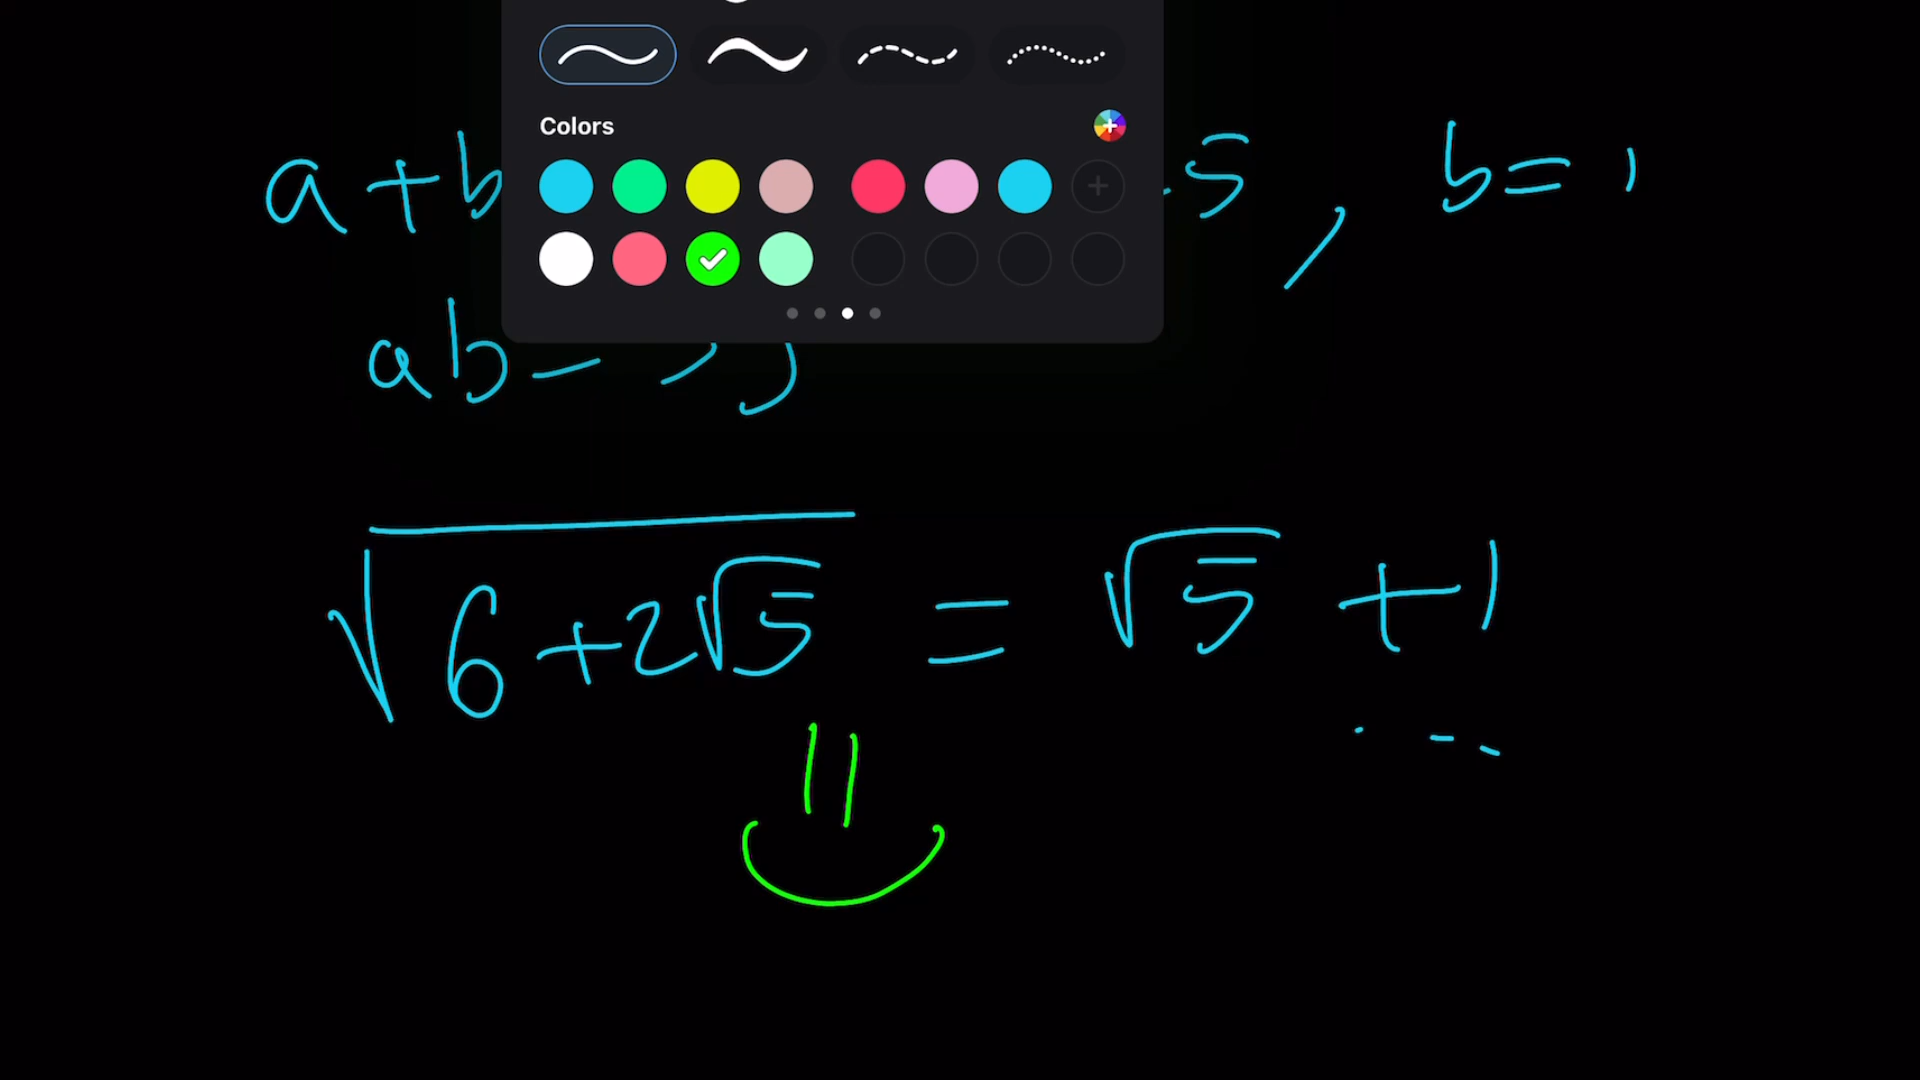 Colors
a+b 5, b=1
ab=
√6+2√5 = √5 +1